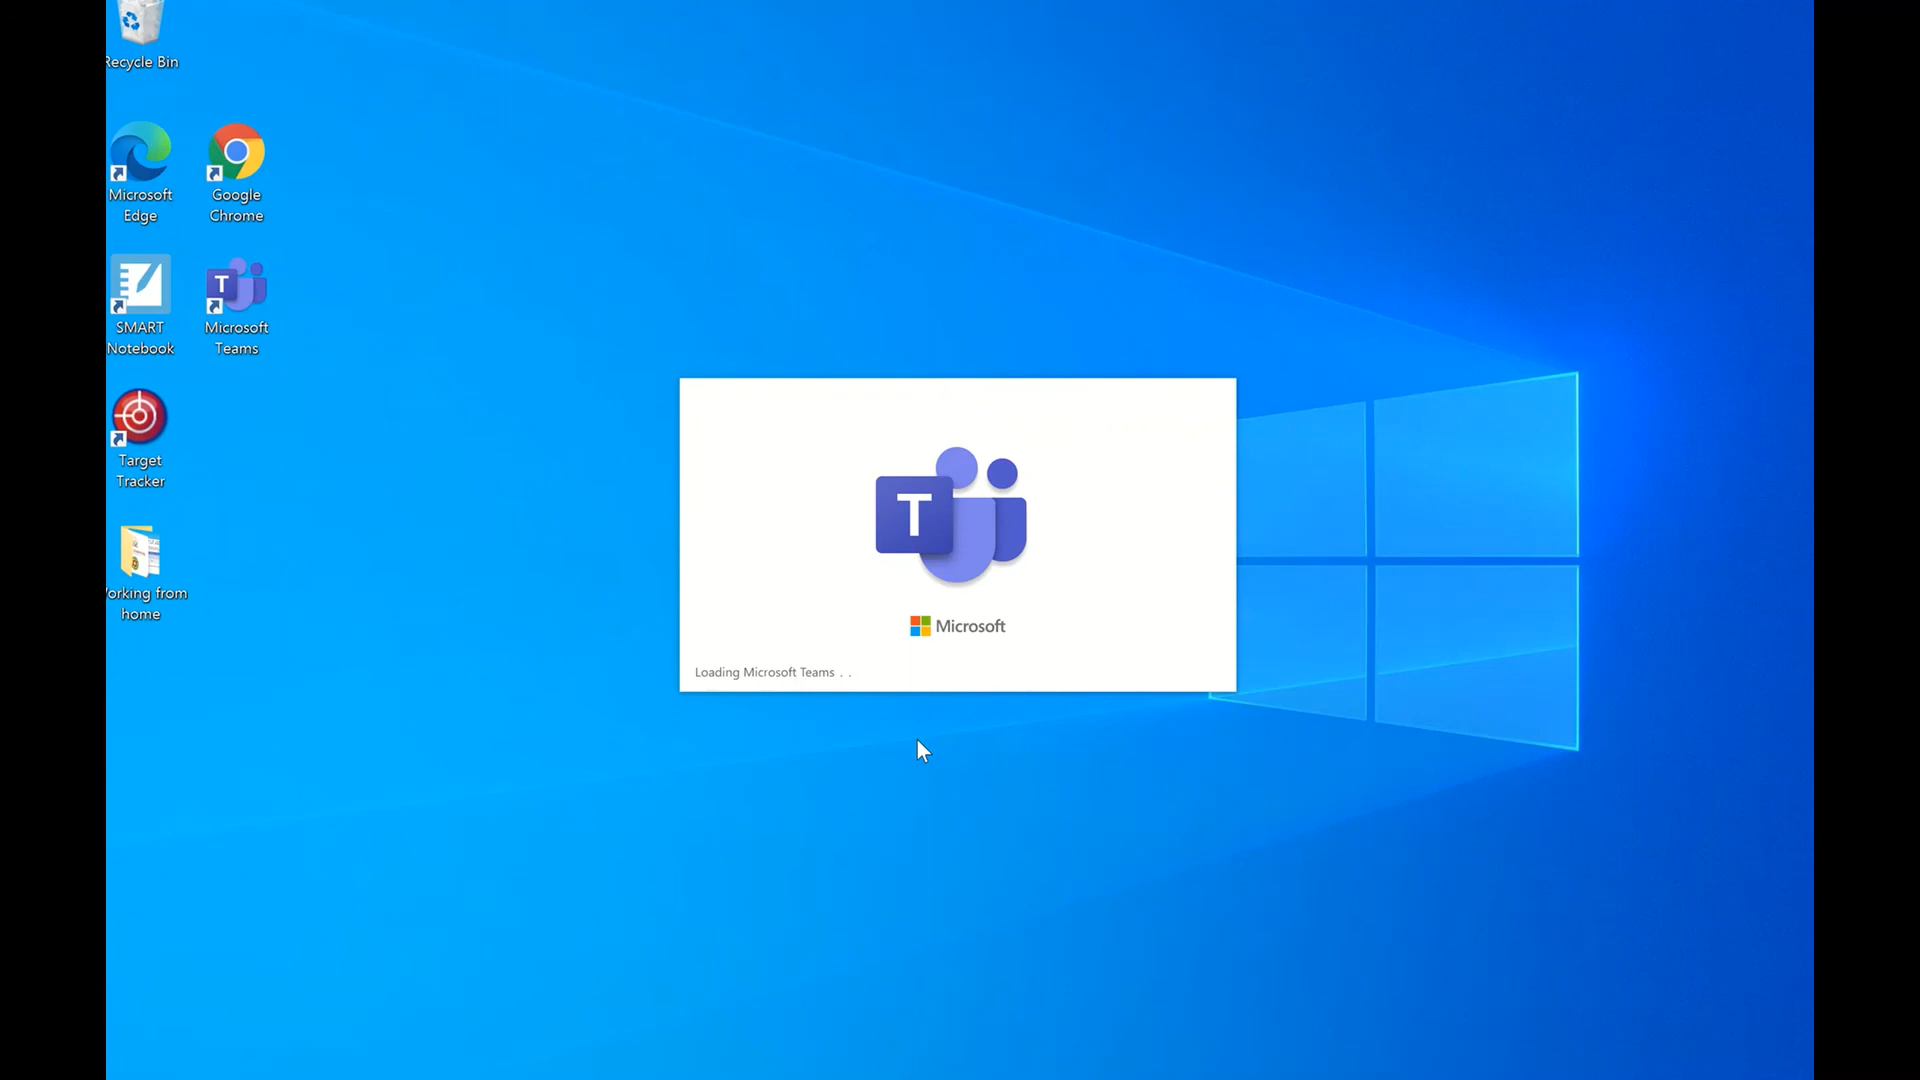 Recycle Bin
Microsoft
Edge
Google
Chrome
SMART
Notebook
T
Microsoft
Teams
Target
Tracker
orking from
home
T
Microsoft
Loading Microsoft Teams . .